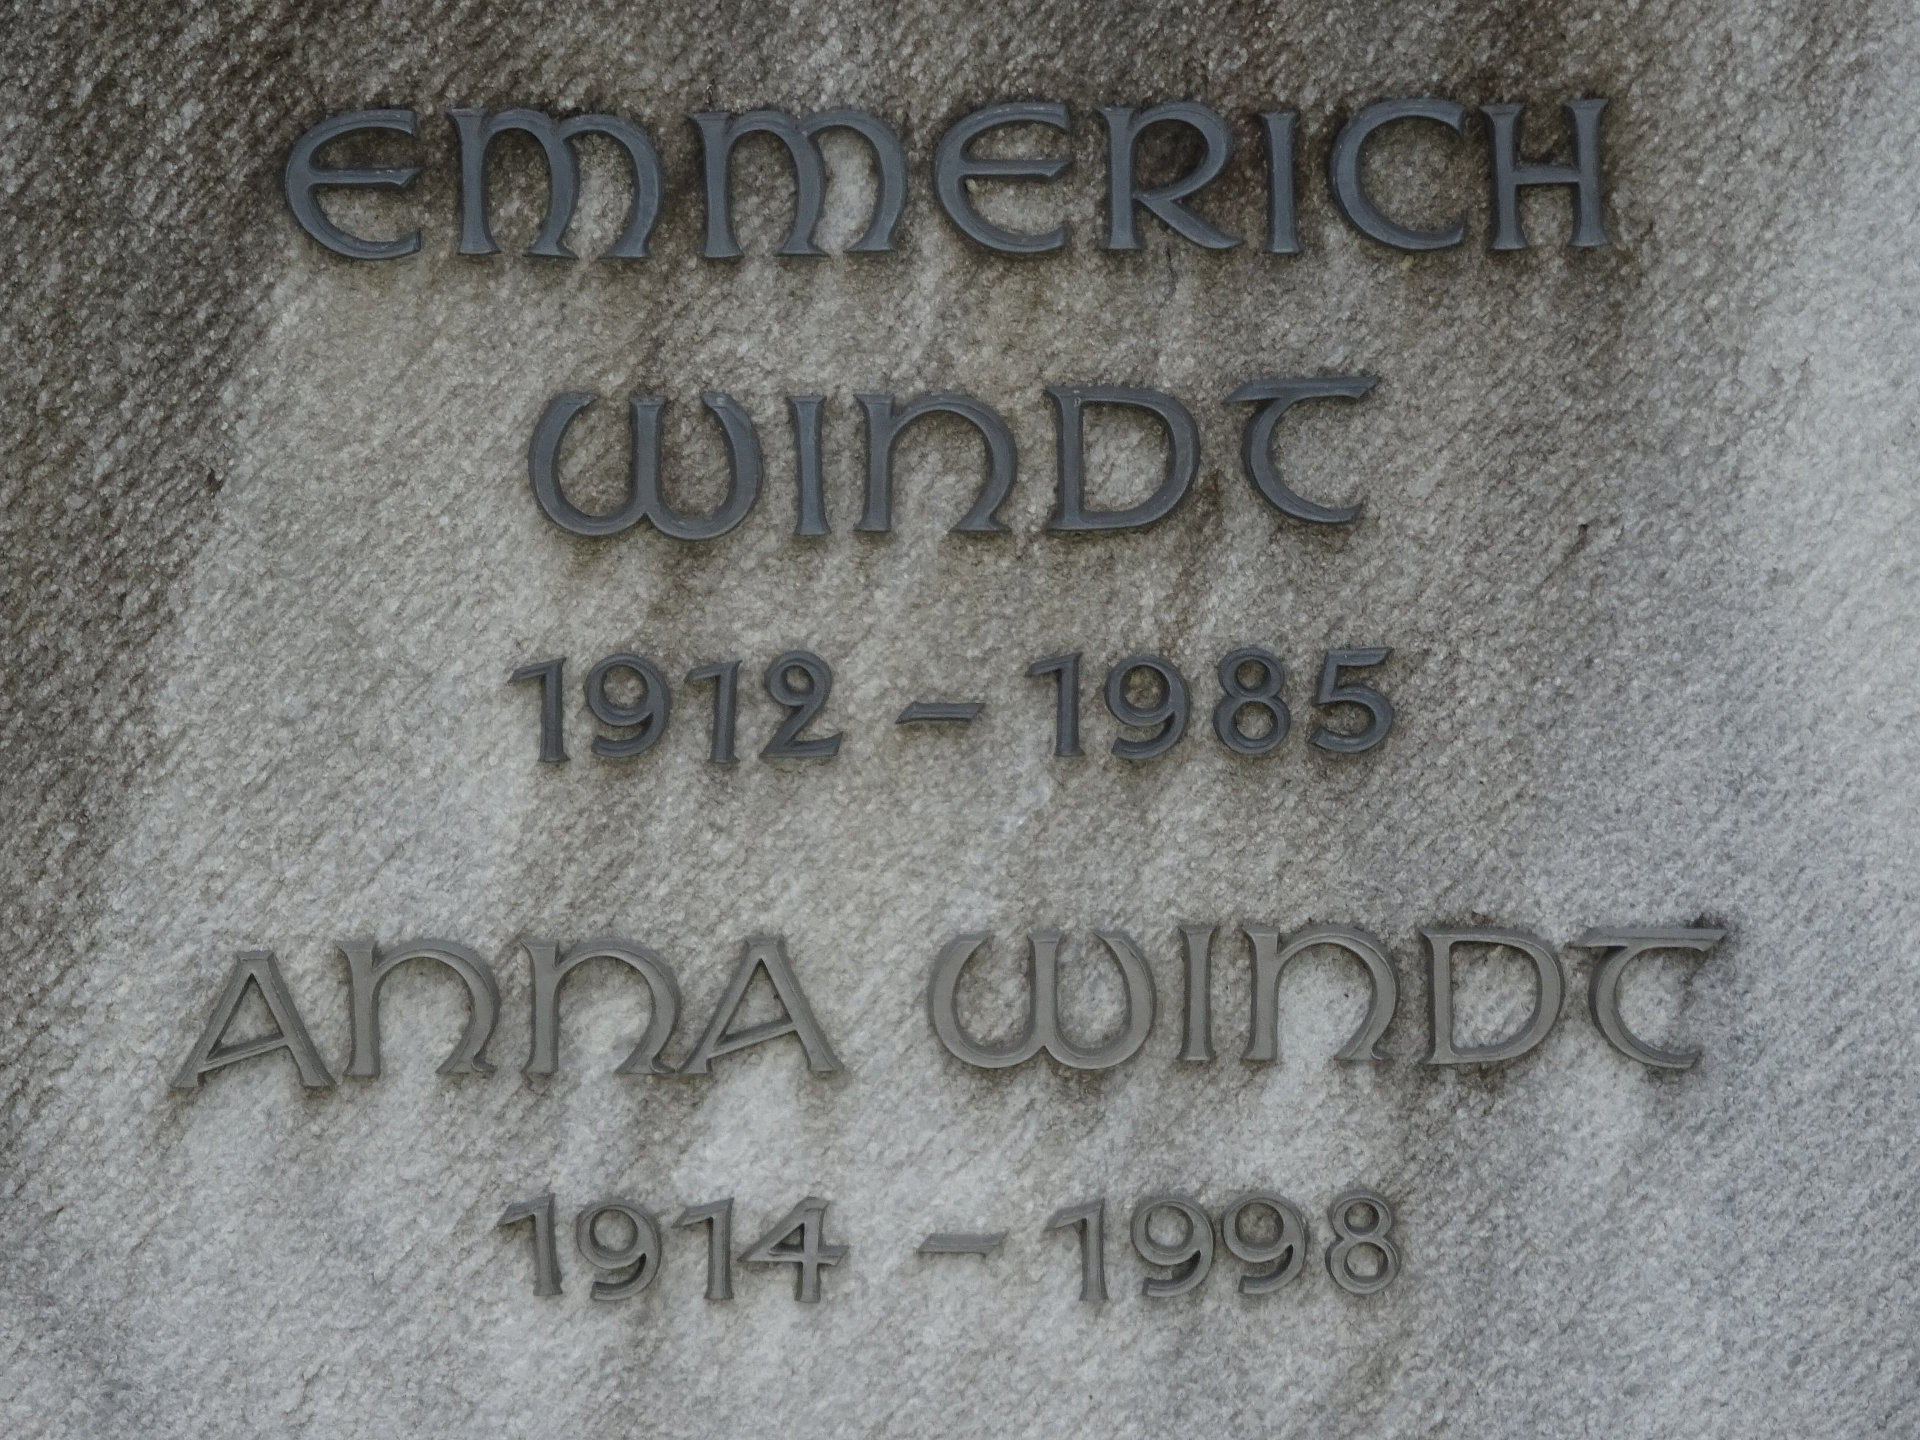 EMMERICH
WINDT
1912 - 1985
ANNA WINDT
1914 - 1998